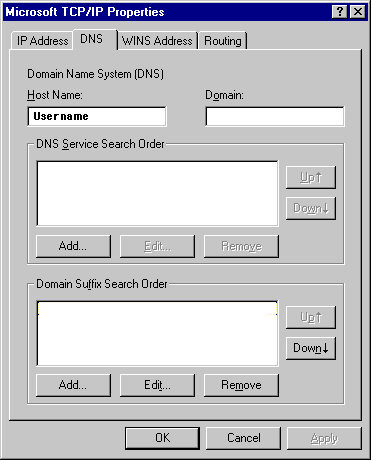 Microsoft TCP/IP Properties
IP Address DNS WINS Address Routing
Domain Name System (DNS)
Host Name: Domain:
Username
DNS Service Search Order
Up↑
Down↓
Add... Edit... Remove
Domain Suffix Search Order
Up↑
Down↓
Add... Edit... Remove
OK Cancel Apply